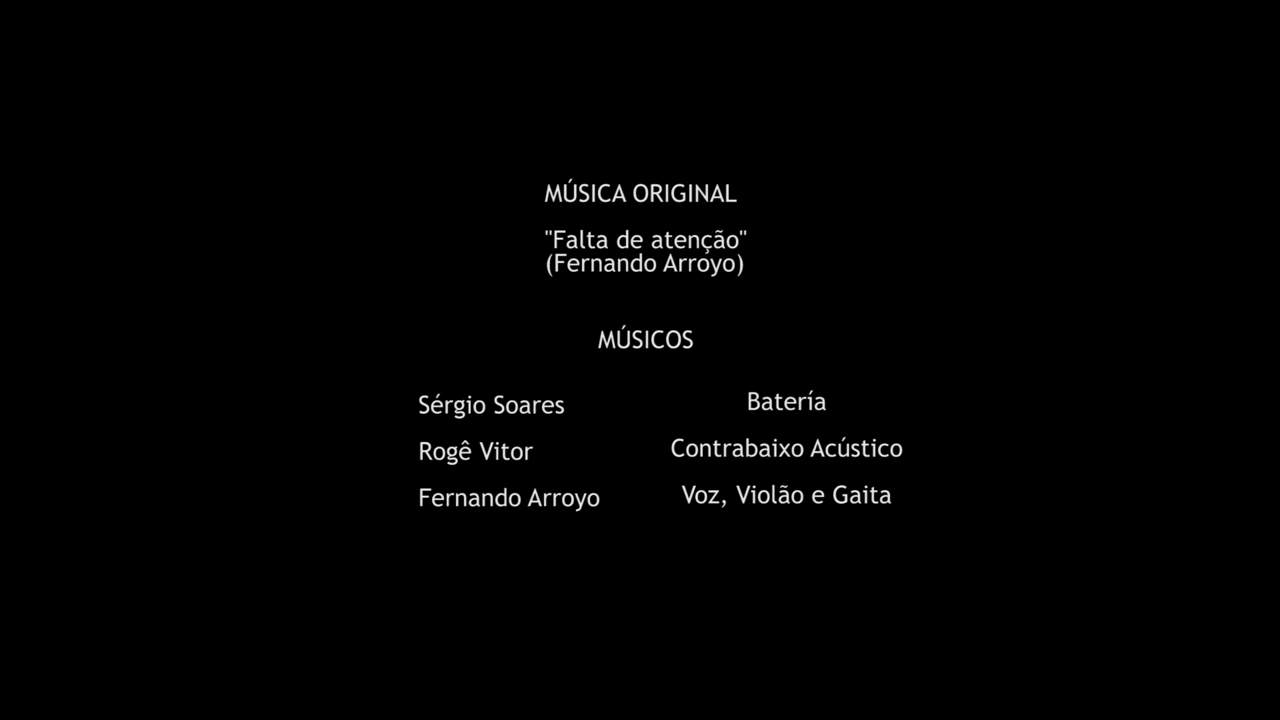 MÚSICA ORIGINAL
"Falta de atenção"
(Fernando Arroyo)
MÚSICOS
Sérgio Soares Batería
Rogê Vitor Contrabaixo Acústico
Fernando Arroyo Voz, Violão e Gaita